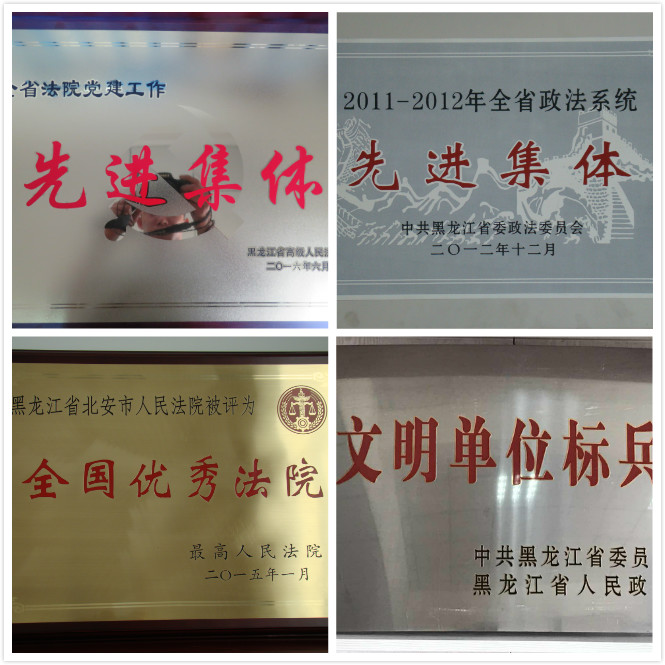 全省法院党建工作
先进集体
黑龙江省高级人民法
二〇一六年六月
2011-2012年全省政法系统
先进集体
中共黑龙江省委政法委员会
二〇一二年十二月
黑龙江省北安市人民法院被评为
全国优秀法院
最高人民法院
二〇一五年一月
文明单位标兵
中共黑龙江省委员
黑龙江省人民政